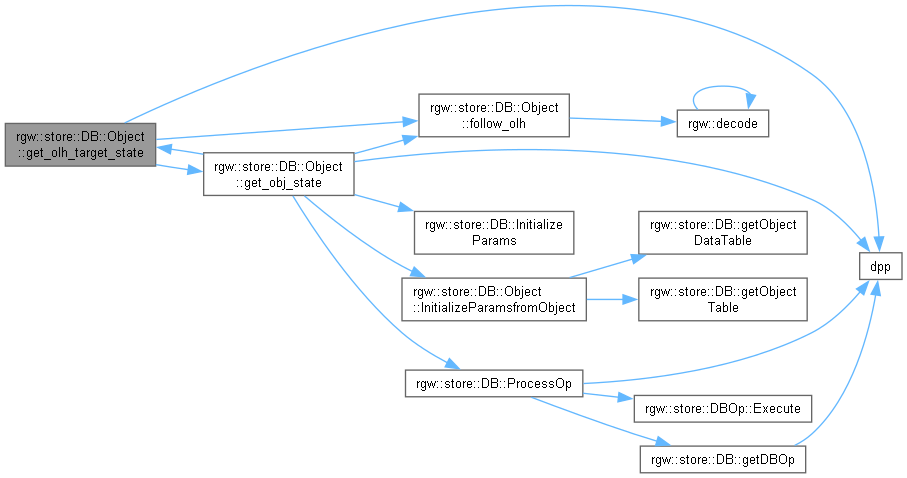 rgw::store::DB::Object
::get_olh_target_state
rgw::store::DB::Object
::get_obj_state
rgw::store::DB::Object
::follow_olh
rgw::decode
rgw::store::DB::Initialize
Params
rgw::store::DB::Object
::InitializeParamsfromObject
rgw::store::DB::getObject
DataTable
rgw::store::DB::getObject
Table
dpp
rgw::store::DB::ProcessOp
rgw::store::DBOp::Execute
rgw::store::DB::getDBOp